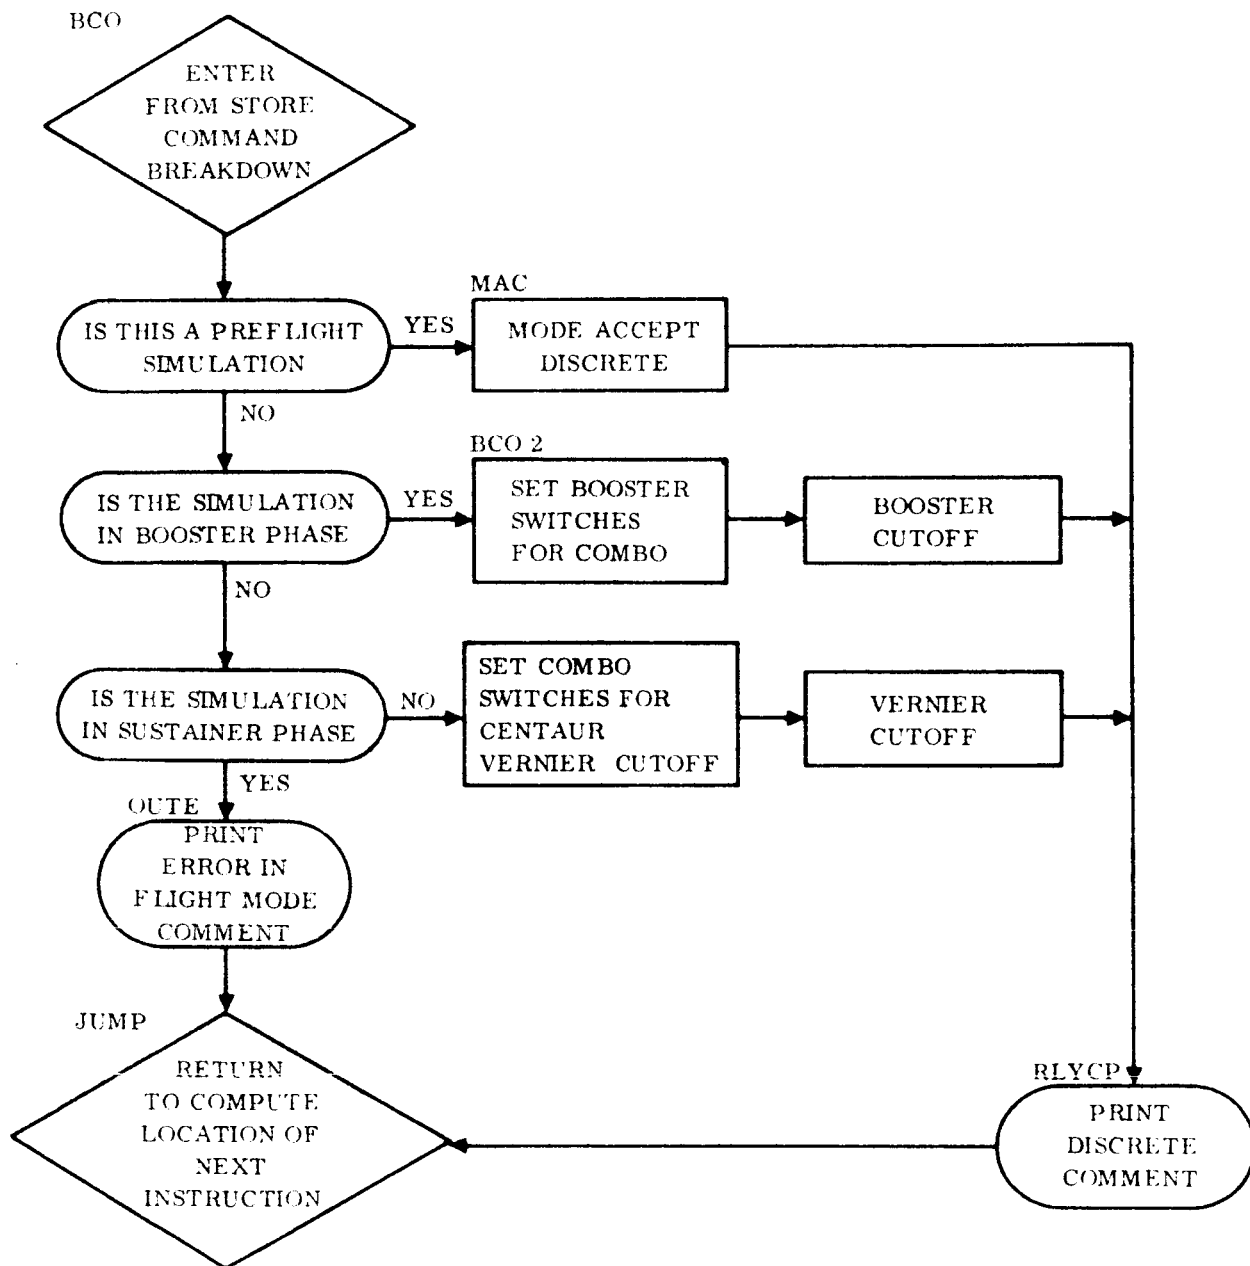 BCO
ENTER
FROM STORE
COMMAND
BREAKDOWN
IS THIS A PREFLIGHT
SIMULATION
YES
MAC
MODE ACCEPT
DISCRETE
NO
IS THE SIMULATION
IN BOOSTER PHASE
YES
BCO 2
SET BOOSTER
SWITCHES
FOR COMBO
BOOSTER
CUTOFF
NO
IS THE SIMULATION
IN SUSTAINER PHASE
NO
SET COMBO
SWITCHES FOR
CENTAUR
VERNIER CUTOFF
VERNIER
CUTOFF
YES
OUTE
PRINT
ERROR IN
FLIGHT MODE
COMMENT
JUMP
RETURN
TO COMPUTE
LOCATION OF
NEXT
INSTRUCTION
RLYCP
PRINT
DISCRETE
COMMENT